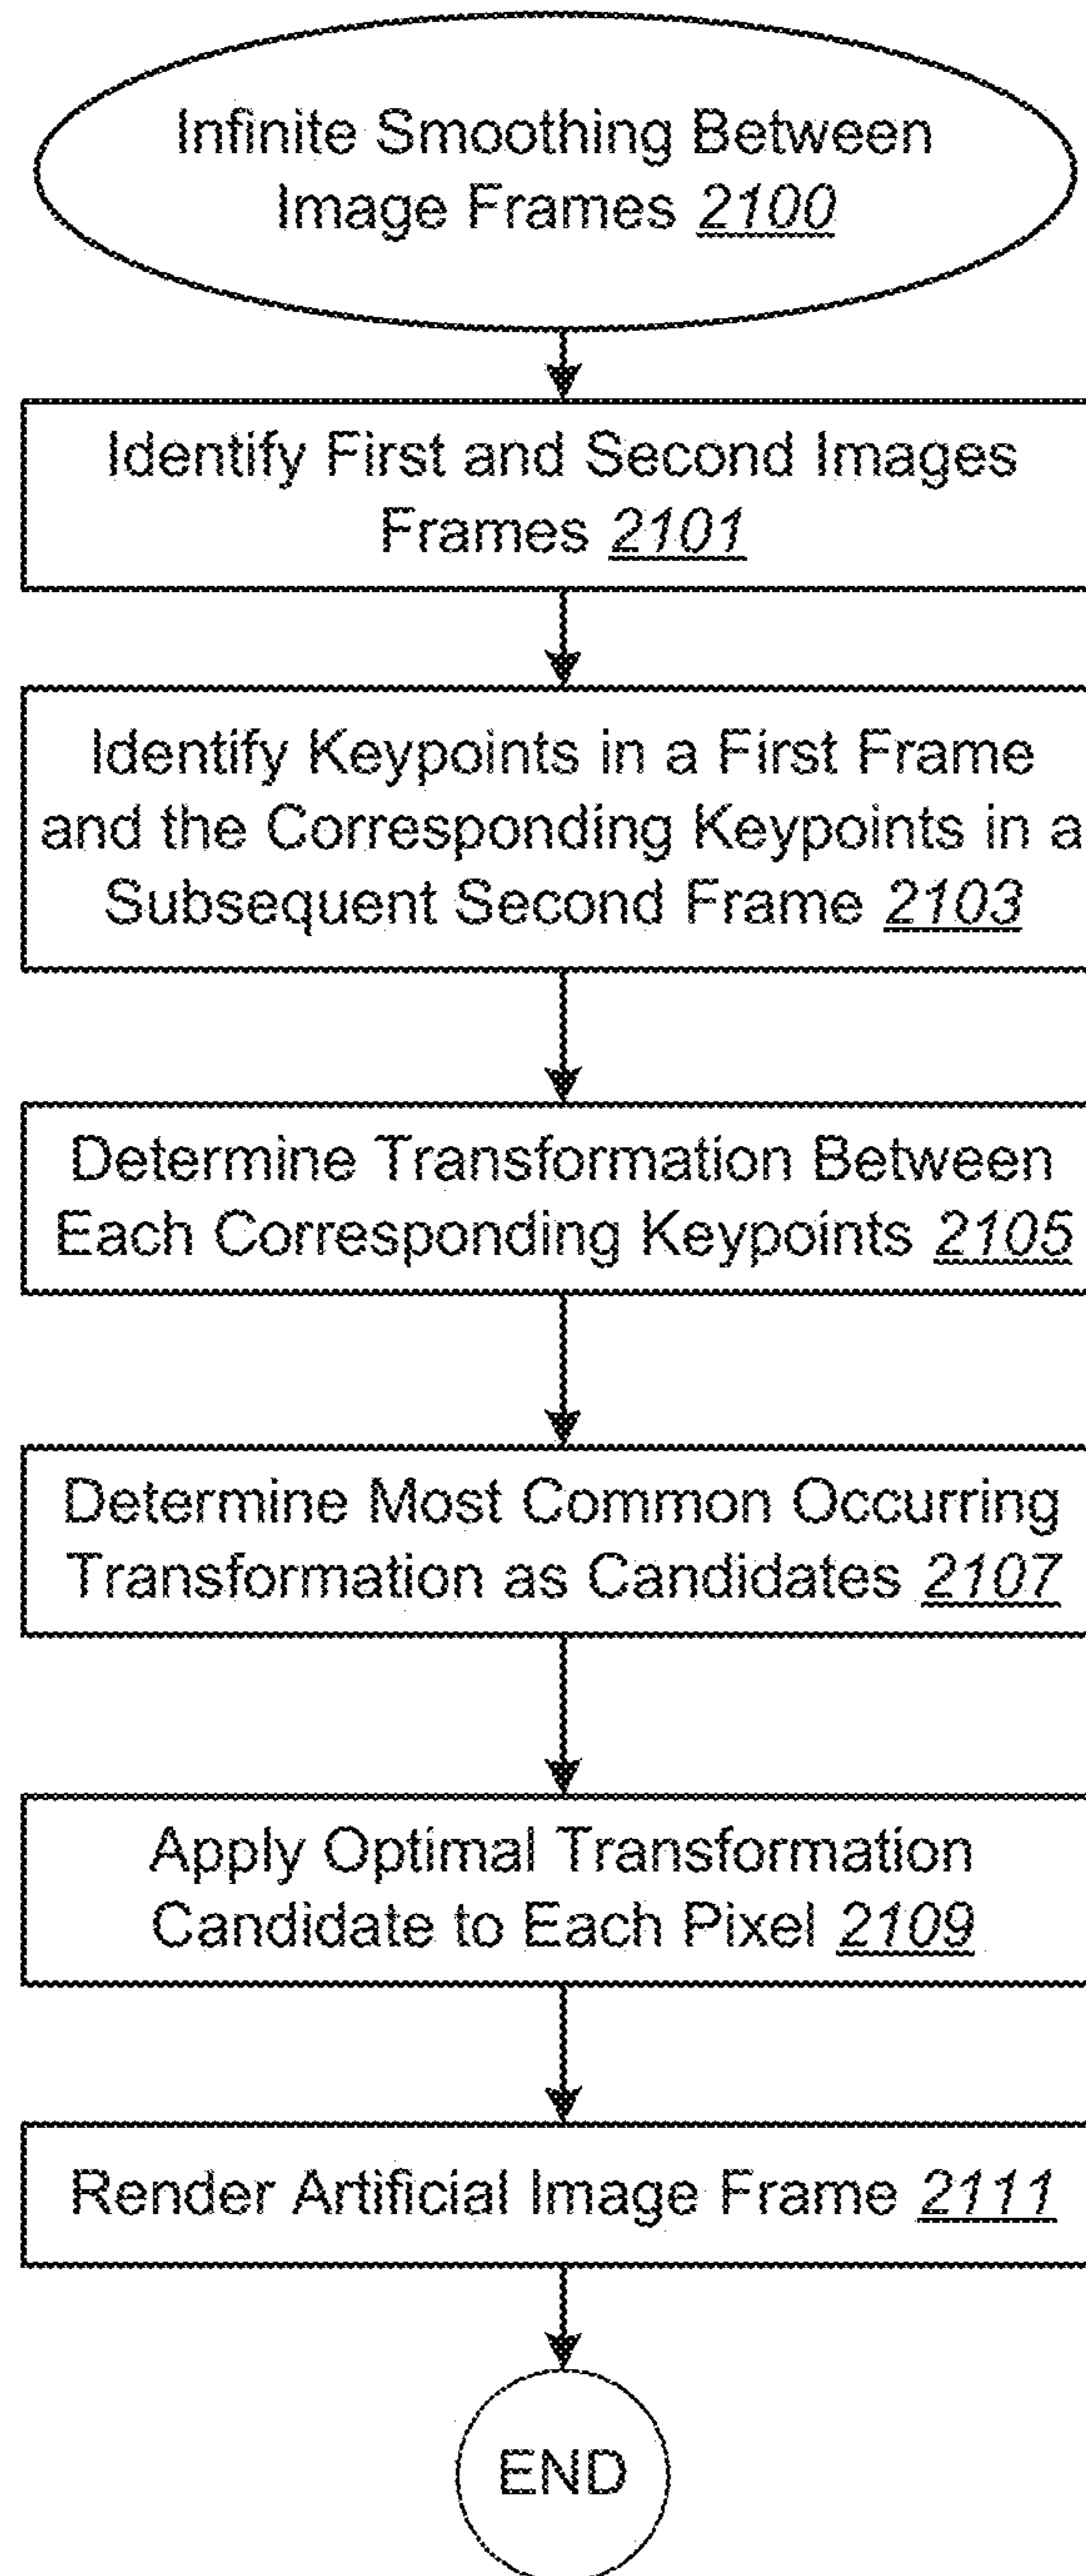 Infinite Smoothing Between
Image Frames 2100
Identify First and Second Images
Frames 2101
Identify Keypoints in a First Frame
and the Corresponding Keypoints in a
Subsequent Second Frame 2103
Determine Transformation Between
Each Corresponding Keypoints 2105
Determine Most Common Occurring
Transformation as Candidates 2107
Apply Optimal Transformation
Candidate to Each Pixel 2109
Render Artificial Image Frame 2111
END